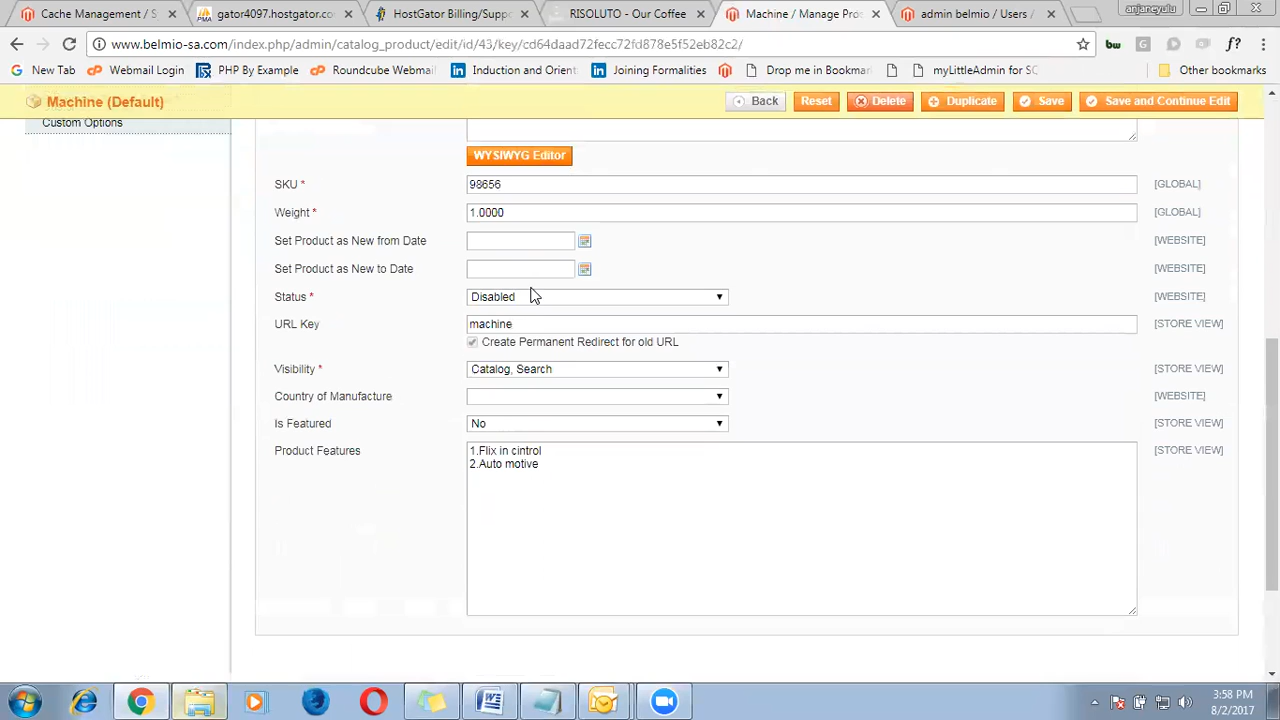 Cache Management / S
gator4097.hostgator.co
HostGator Billing/Suppo
RISOLUTO - Our Coffee
Machine / Manage Pro
admin belmio / Users /
anjaneyulu
www.belmio-sa.com/index.php/admin/catalog_product/edit/id/43/key/cd64daad72fecc72fd878e5f52eb82c2/
bw
G
f?
New Tab
Webmail Login
PHP By Example
Roundcube Webmail
Induction and Orient
Joining Formalities
Drop me in Bookmar
myLittleAdmin for SC
Other bookmarks
Machine (Default)
Back
Reset
Delete
Duplicate
Save
Save and Continue Edit
Custom Options
WYSIWYG Editor
SKU *
98656
[GLOBAL]
Weight *
1.0000
[GLOBAL]
Set Product as New from Date
[WEBSITE]
Set Product as New to Date
[WEBSITE]
Status *
Disabled
[WEBSITE]
URL Key
machine
[STORE VIEW]
Create Permanent Redirect for old URL
Visibility *
Catalog, Search
[STORE VIEW]
Country of Manufacture
[WEBSITE]
Is Featured
No
[STORE VIEW]
Product Features
1.Flix in cintrol
2.Auto motive
[STORE VIEW]
3:58 PM
8/2/2017